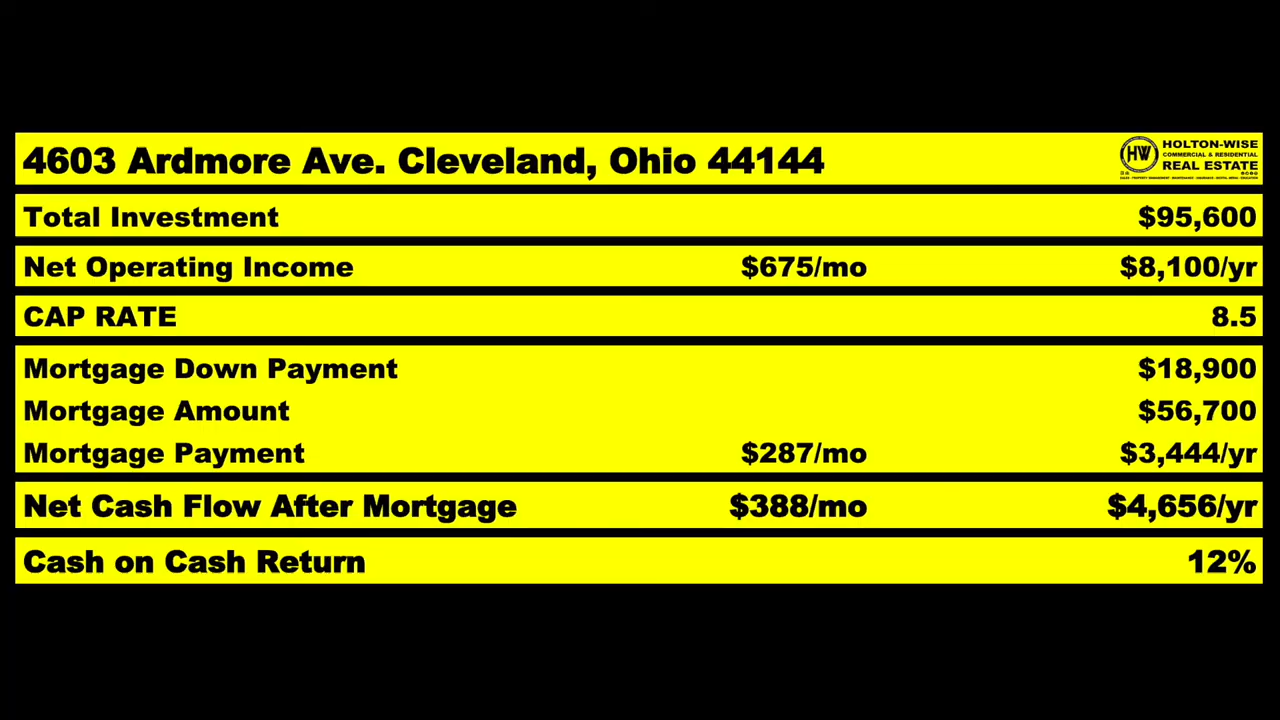 4603 Ardmore Ave. Cleveland, Ohio 44144
HW
HOLTON-WISE
COMMERCIAL & RESIDENTIAL
REAL ESTATE
Total Investment $95,600
Net Operating Income $675/mo $8,100/yr
CAP RATE 8.5
Mortgage Down Payment $18,900
Mortgage Amount $56,700
Mortgage Payment $287/mo $3,444/yr
Net Cash Flow After Mortgage $388/mo $4,656/yr
Cash on Cash Return 12%